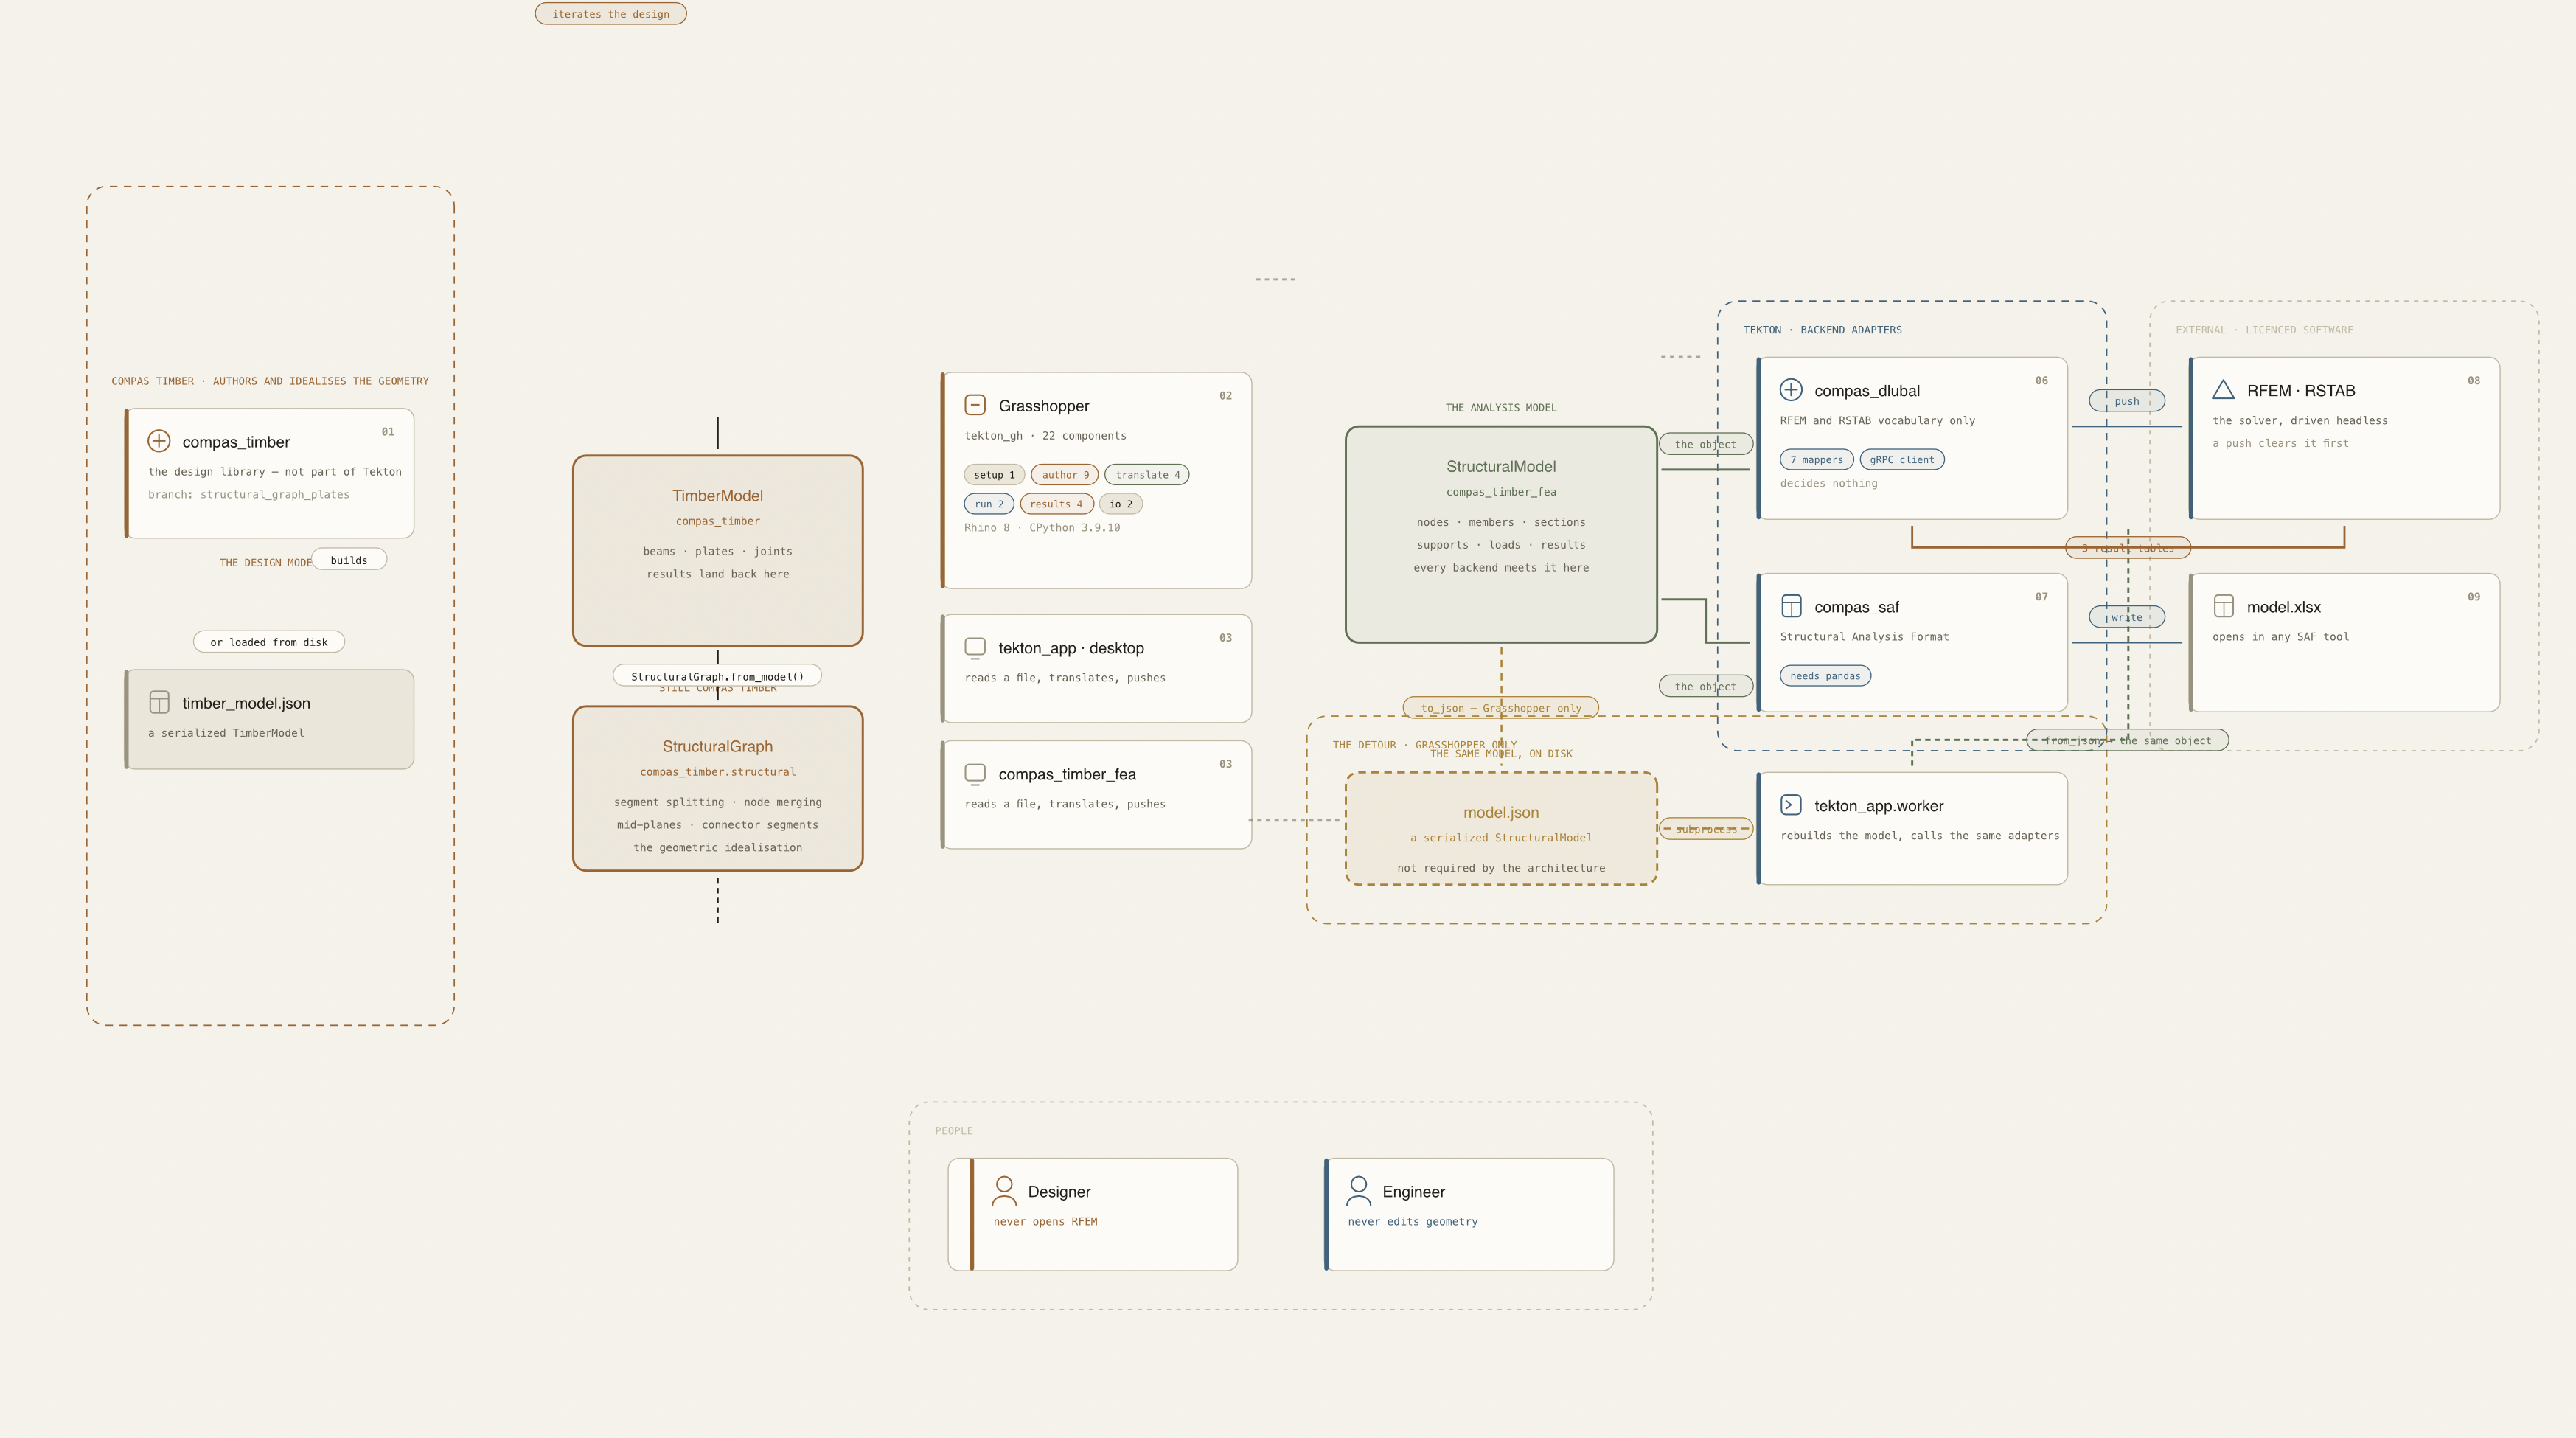 iterates the design
COMPAS TIMBER · AUTHORS AND IDEALISES THE GEOMETRY
01
compas_timber
the design library — not part of Tekton
branch: structural_graph_plates
THE DESIGN MODE
builds
or loaded from disk
timber_model.json
a serialized TimberModel
TimberModel
compas_timber
beams · plates · joints
results land back here
StructuralGraph.from_model()
STILL COMPAS TIMBER
StructuralGraph
compas_timber.structural
segment splitting · node merging
mid-planes · connector segments
the geometric idealisation
02
Grasshopper
tekton_gh · 22 components
setup 1
author 9
translate 4
run 2
results 4
io 2
Rhino 8 · CPython 3.9.10
03
tekton_app · desktop
reads a file, translates, pushes
03
compas_timber_fea
reads a file, translates, pushes
THE ANALYSIS MODEL
StructuralModel
compas_timber_fea
nodes · members · sections
supports · loads · results
every backend meets it here
the object
the object
to_json — Grasshopper only
THE DETOUR · GRASSHOPPER ONLY
THE SAME MODEL, ON DISK
model.json
a serialized StructuralModel
not required by the architecture
subprocess
TEKTON · BACKEND ADAPTERS
06
compas_dlubal
RFEM and RSTAB vocabulary only
7 mappers
gRPC client
decides nothing
07
compas_saf
Structural Analysis Format
needs pandas
tekton_app.worker
rebuilds the model, calls the same adapters
push
3 result tables
write
from_json — the same object
EXTERNAL · LICENCED SOFTWARE
08
RFEM · RSTAB
the solver, driven headless
a push clears it first
09
model.xlsx
opens in any SAF tool
PEOPLE
Designer
never opens RFEM
Engineer
never edits geometry